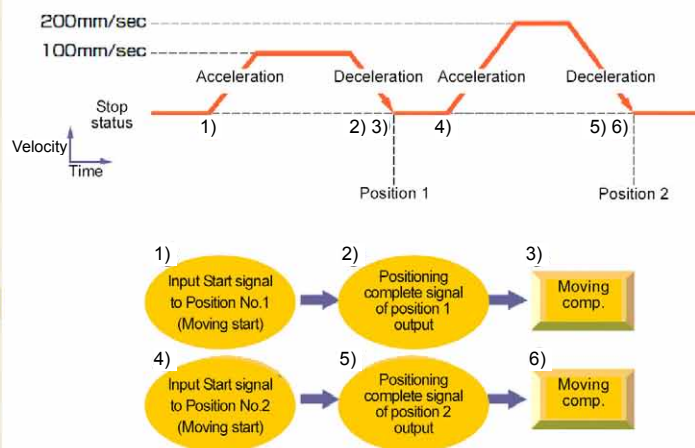 200mm/sec
100mm/sec
Acceleration
Deceleration
Acceleration
Deceleration
Stop
status
1)
2) 3)
4)
5) 6)
Velocity
Time
Position 1
Position 2
1)
Input Start signal
to Position No.1
(Moving start)
2)
Positioning
complete signal
of position 1
output
3)
Moving
comp.
4)
Input Start signal
to Position No.2
(Moving start)
5)
Positioning
complete signal
of position 2
output
6)
Moving
comp.